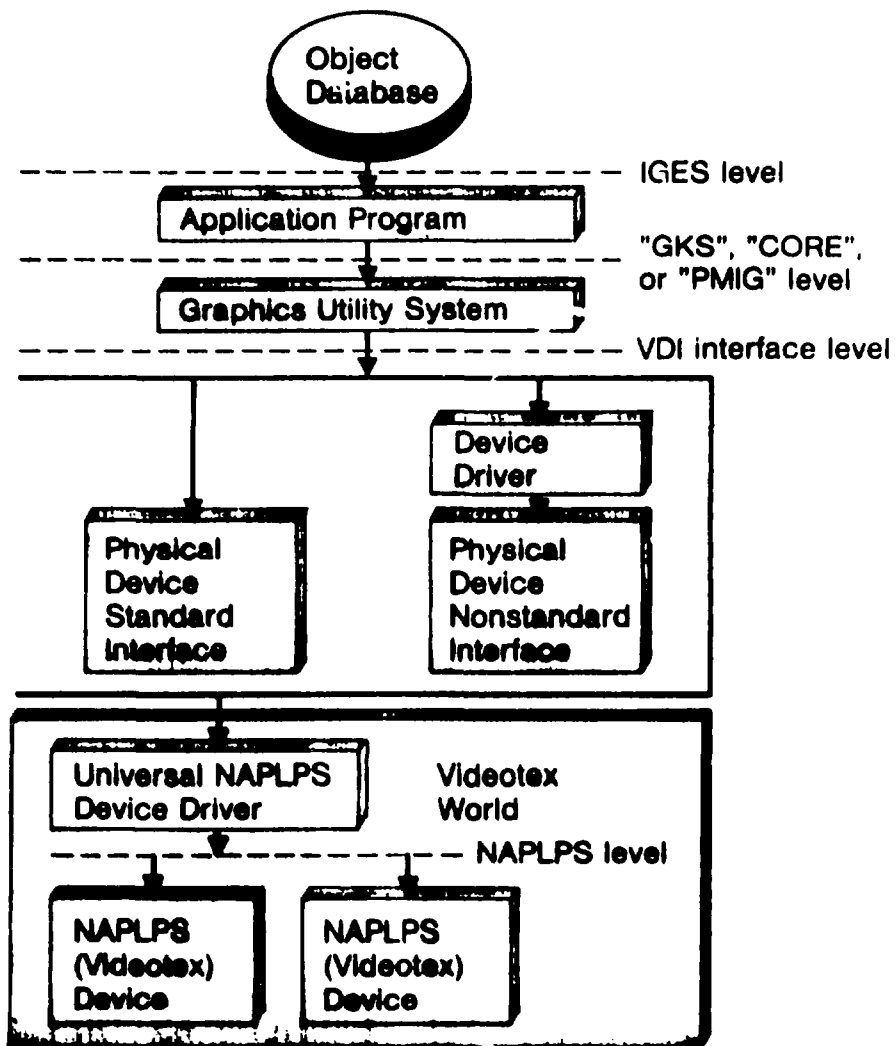 Object
Database
IGES level
Application Program
"GKS", "CORE",
or "PMIG" level
Graphics Utility System
VDI interface level
Device
Driver
Physical
Device
Standard
Interface
Physical
Device
Nonstandard
Interface
Universal NAPLPS
Device Driver
Videotex
World
NAPLPS level
NAPLPS
(Videotex)
Device
NAPLPS
(Videotex)
Device